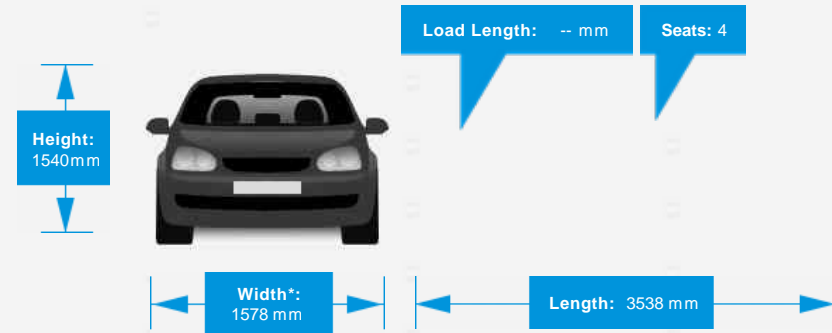 Load Length: -- mm
Seats: 4
Height:
1540mm
Width*:
1578 mm
Length: 3538 mm